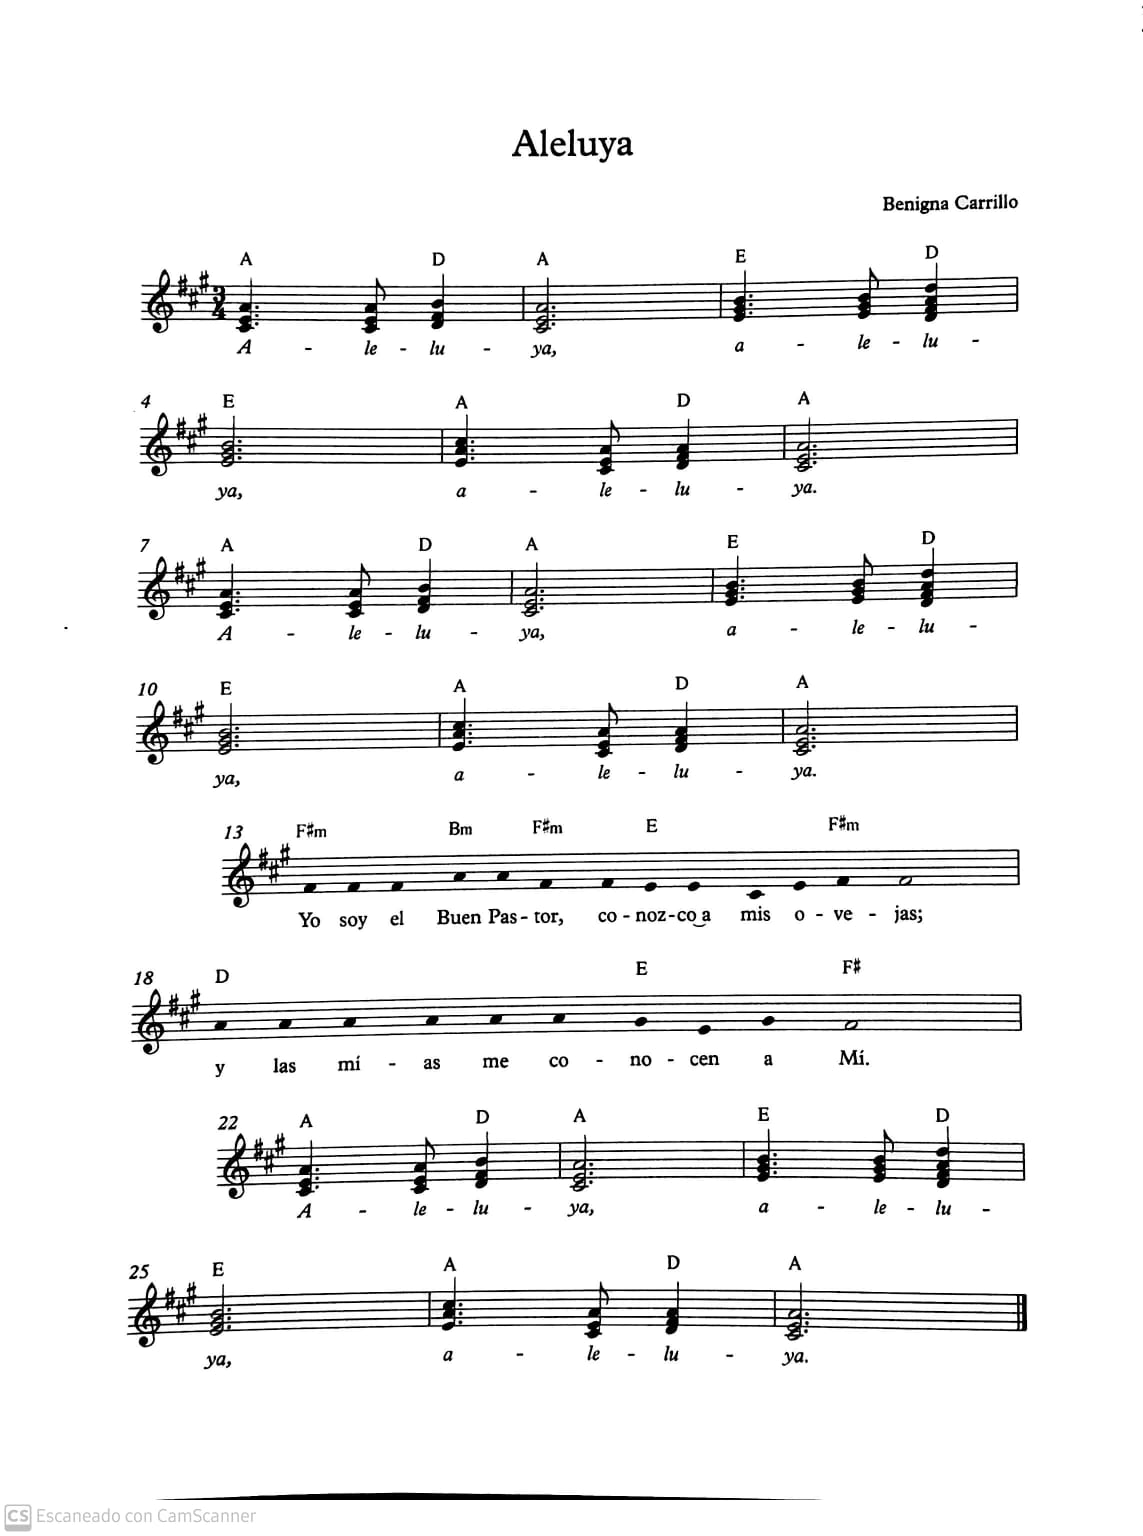 Aleluya
Benigna Carrillo
A D A E D
3
4
A - le - lu - ya, a - le - lu -
4 E A D A
ya, a - le - lu - ya.
7 A D A E D
A - le - lu - ya, a - le - lu -
10 E A D A
ya, a - le - lu - ya.
13 F#m Bm F#m E F#m
Yo soy el Buen Pas - tor, co - noz - co‿a mis o - ve - jas;
18 D E F#
y las mí - as me co - no - cen a Mí.
22 A D A E D
A - le - lu - ya, a - le - lu -
25 E A D A
ya, a - le - lu - ya.
CS Escaneado con CamScanner